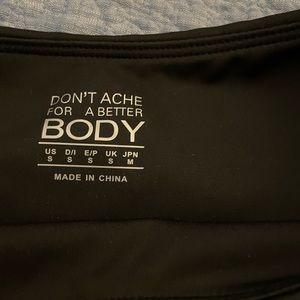 DON'T ACHE
FOR A BETTER
BODY
US D/I E/P UK JPN
S S S S M
MADE IN CHINA